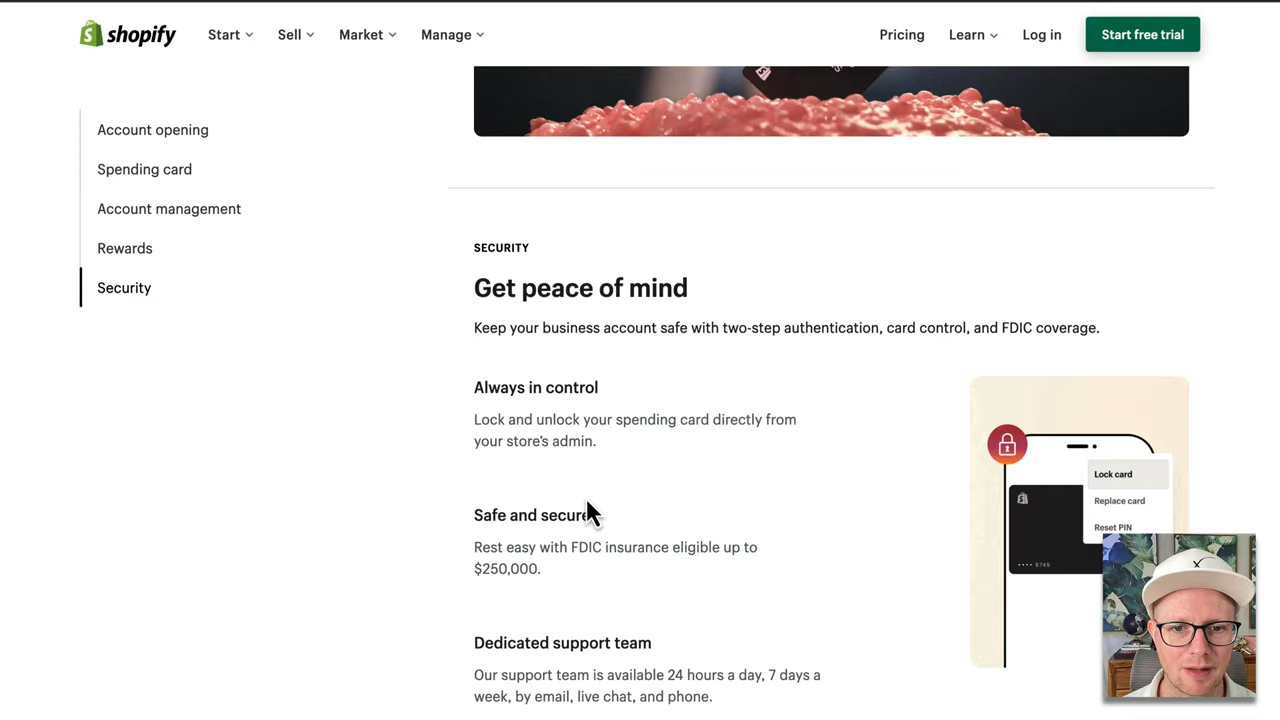 shopify
Start
Sell
Market
Manage
Pricing
Learn
Log in
Start free trial
Account opening
Spending card
Account management
Rewards
Security
SECURITY
Get peace of mind
Keep your business account safe with two-step authentication, card control, and FDIC coverage.
Always in control
Lock and unlock your spending card directly from
your store's admin.
Lock card
Replace card
Reset PIN
•••• 8745
Safe and secure
Rest easy with FDIC insurance eligible up to
$250,000.
Dedicated support team
Our support team is available 24 hours a day, 7 days a
week, by email, live chat, and phone.